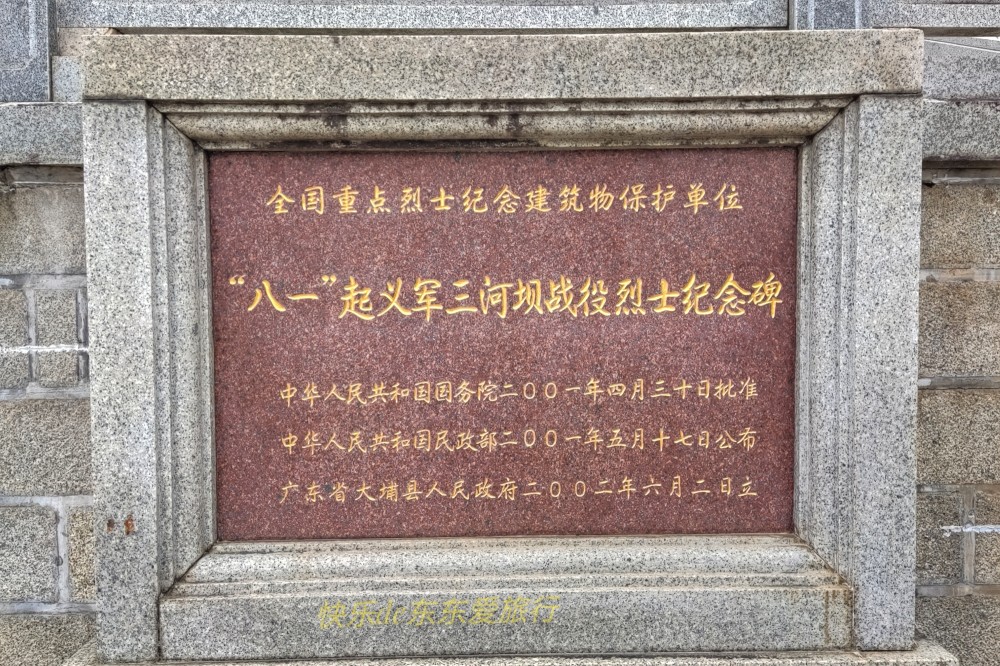 全国重点烈士纪念建筑物保护单位
“八一”起义军三河坝战役烈士纪念碑
中华人民共和国国务院二〇〇一年四月三十日批准
中华人民共和国民政部二〇〇一年五月十七日公布
广东省大埔县人民政府二〇〇二年六月二日立
快乐de东东爱旅行